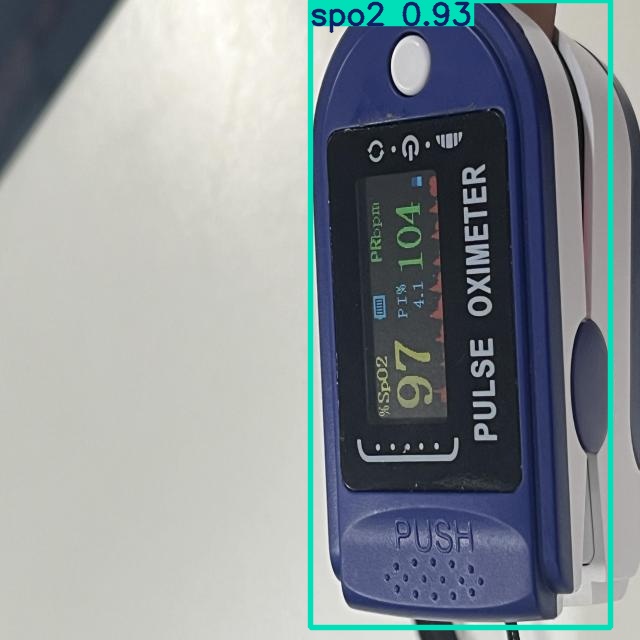 spo2 0.93
%SpO2
97
PI%
4.1
PRbpm
104
PULSE OXIMETER
PUSH